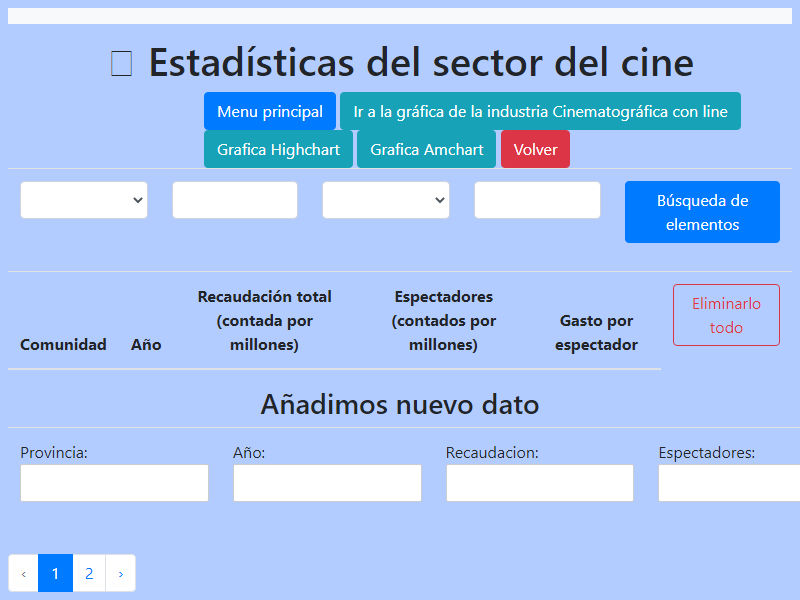 Estadísticas del sector del cine
Menu principal Ir a la gráfica de la industria Cinematográfica con line
Grafica Highchart Grafica Amchart Volver
Búsqueda de
elementos
Comunidad Año Recaudación total
(contada por
millones)
Espectadores
(contados por
millones)
Gasto por
espectador
Eliminarlo
todo
Añadimos nuevo dato
Provincia: Año: Recaudacion: Espectadores:
‹ 1 2 ›